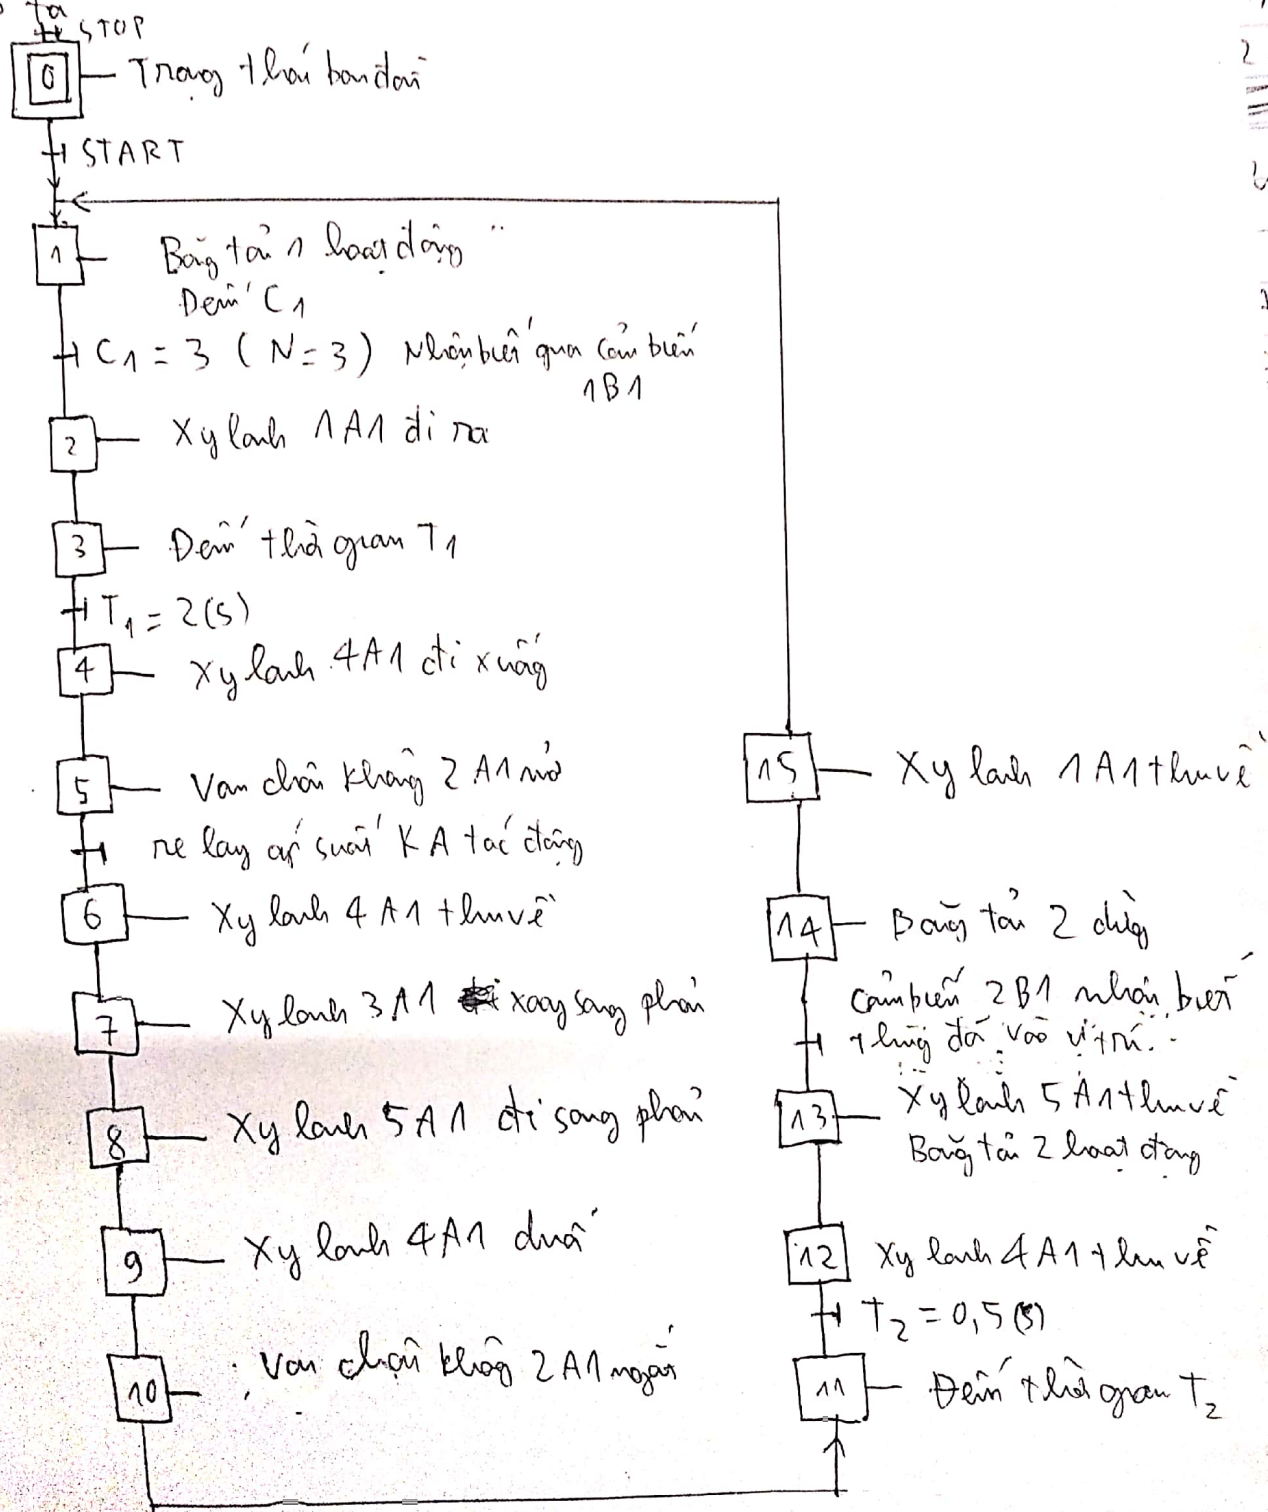 STOP
0 Trạng thái ban đầu
START
1 Băng tải 1 hoạt động
Đếm C1
C1 = 3 ( N = 3 ) Nhận biết qua cảm biến
1B1
2 Xy lanh 1A1 đi ra
3 Đếm thời gian T1
T1 = 2(s)
4 Xy lanh 4A1 đi xuống
5 Van chân không 2A1 mở
re lay áp suất KA tác động
6 Xy lanh 4A1 thu về
7 Xy lanh 3A1 xoay sang phải
8 Xy lanh 5A1 đi sang phải
9 Xy lanh 4A1 duỗi
10 Van chân không 2A1 ngắt
15 Xy lanh 1A1 thu về
14 Băng tải 2 dừng
Cảm biến 2B1 nhận biết
thùng đã vào vị trí.
13 Xy lanh 5A1 thu về
Băng tải 2 hoạt động
12 Xy lanh 4A1 thu về
T2 = 0,5 (s)
11 Đếm thời gian T2